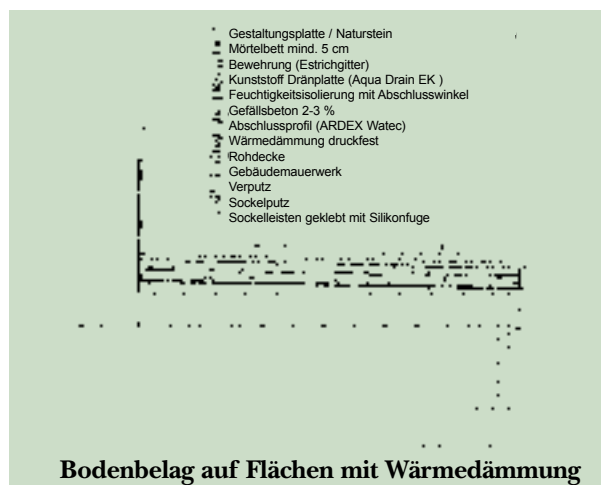 Gestaltungsplatte / Naturstein
Mörtelbett mind. 5 cm
Bewehrung (Estrichgitter)
Kunststoff Dränplatte (Aqua Drain EK )
Feuchtigkeitsisolierung mit Abschlusswinkel
Gefällsbeton 2-3 %
Abschlussprofil (ARDEX Watec)
Wärmedämmung druckfest
Rohdecke
Gebäudemauerwerk
Verputz
Sockelputz
Sockelleisten geklebt mit Silikonfuge
Bodenbelag auf Flächen mit Wärmedämmung